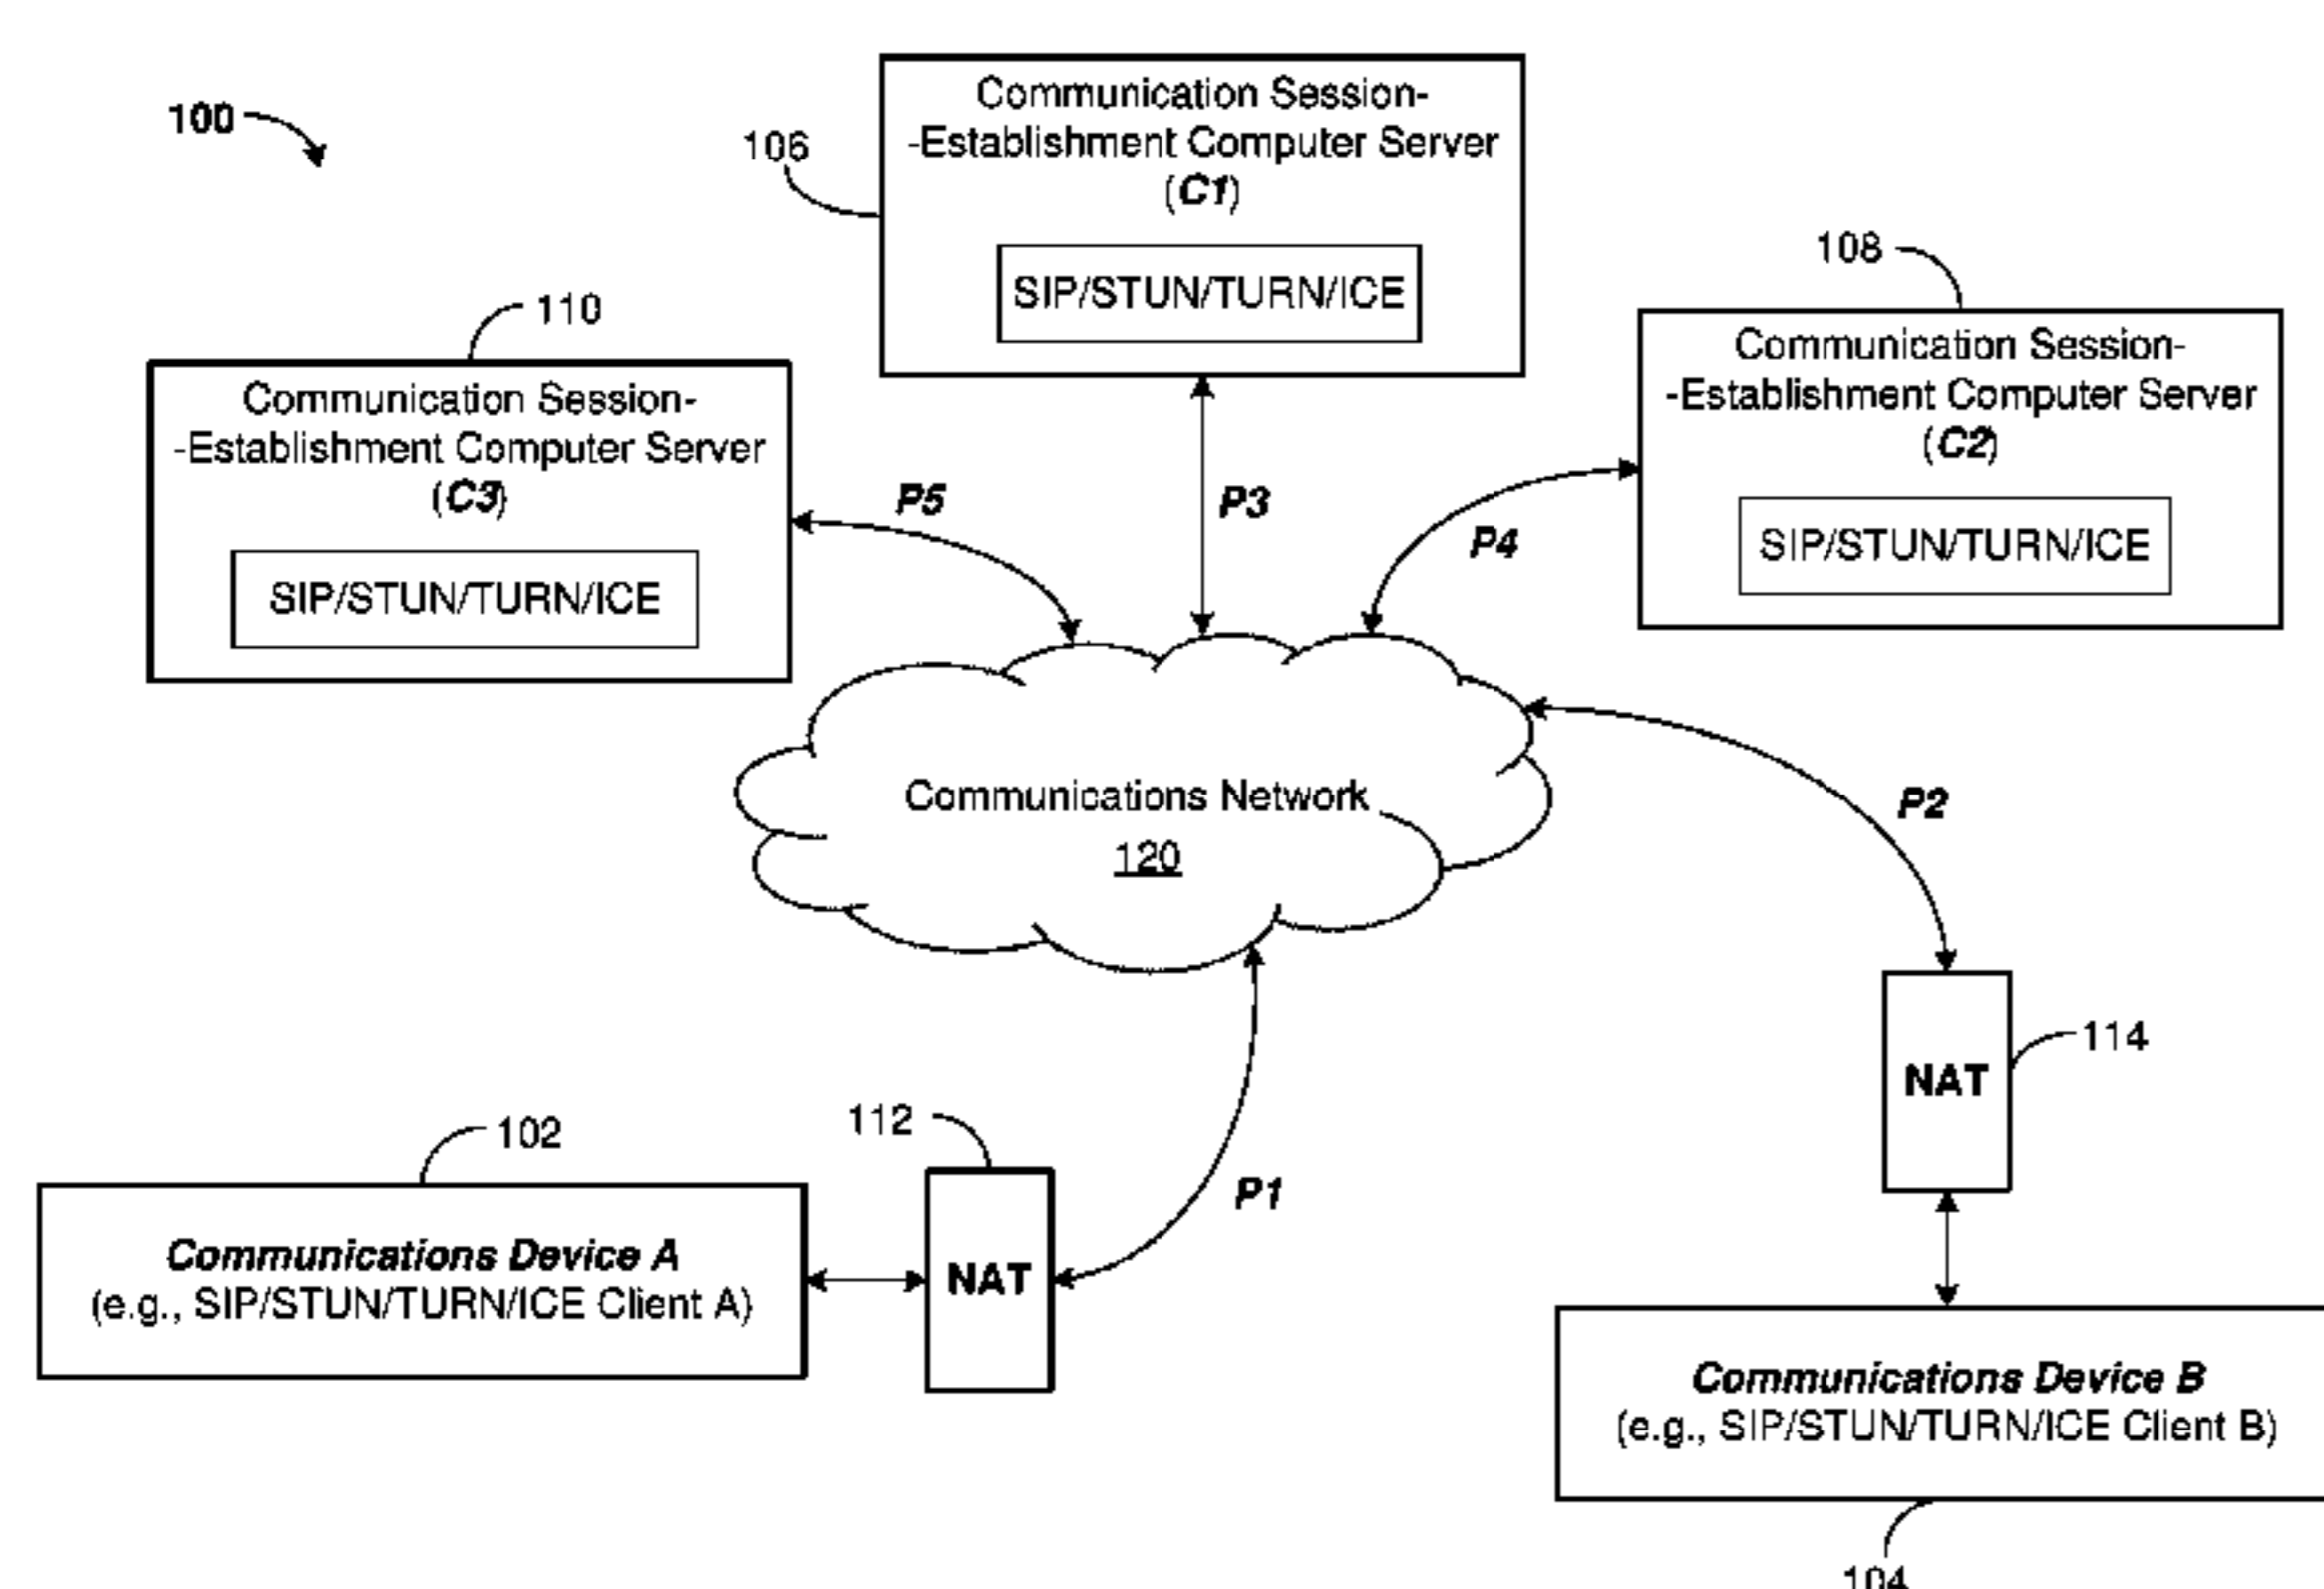 100
106
Communication Session-
-Establishment Computer Server
(C1)
SIP/STUN/TURN/ICE
108
Communication Session-
-Establishment Computer Server
(C2)
SIP/STUN/TURN/ICE
110
Communication Session-
-Establishment Computer Server
(C3)
SIP/STUN/TURN/ICE
P5
P3
P4
Communications Network
120
P2
114
NAT
102
112
P1
Communications Device A
(e.g., SIP/STUN/TURN/ICE Client A)
NAT
Communications Device B
(e.g., SIP/STUN/TURN/ICE Client B)
104